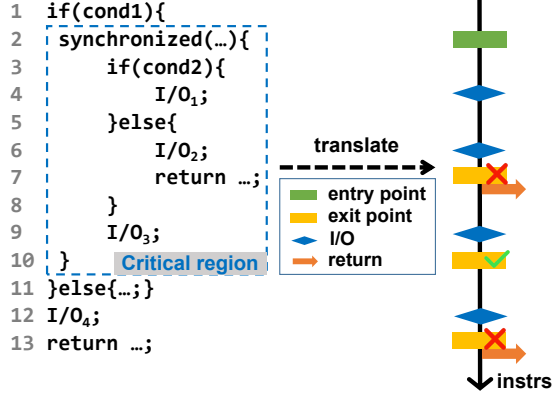 1 if(cond1){
2 synchronized(…){
3 if(cond2){
4 I/O₁;
5 }else{
6 I/O₂;
7 return …;
8 }
9 I/O₃;
10 }
Critical region
11 }else{…;}
12 I/O₄;
13 return …;
translate
entry point
exit point
I/O
return
instrs